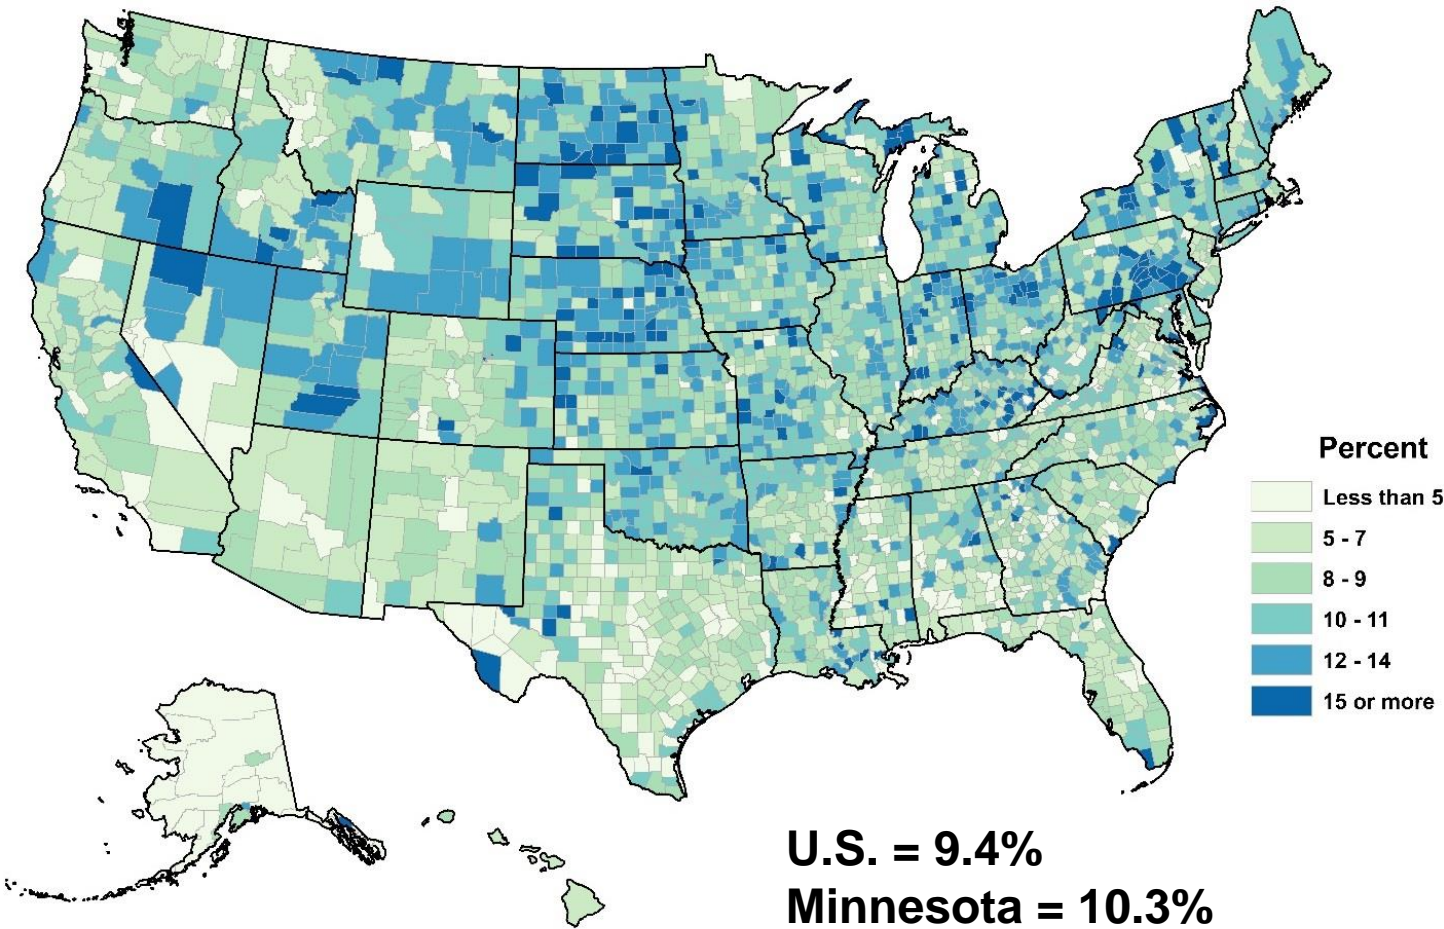 Percent
Less than 5
5 - 7
8 - 9
10 - 11
12 - 14
15 or more
U.S. = 9.4%
Minnesota = 10.3%